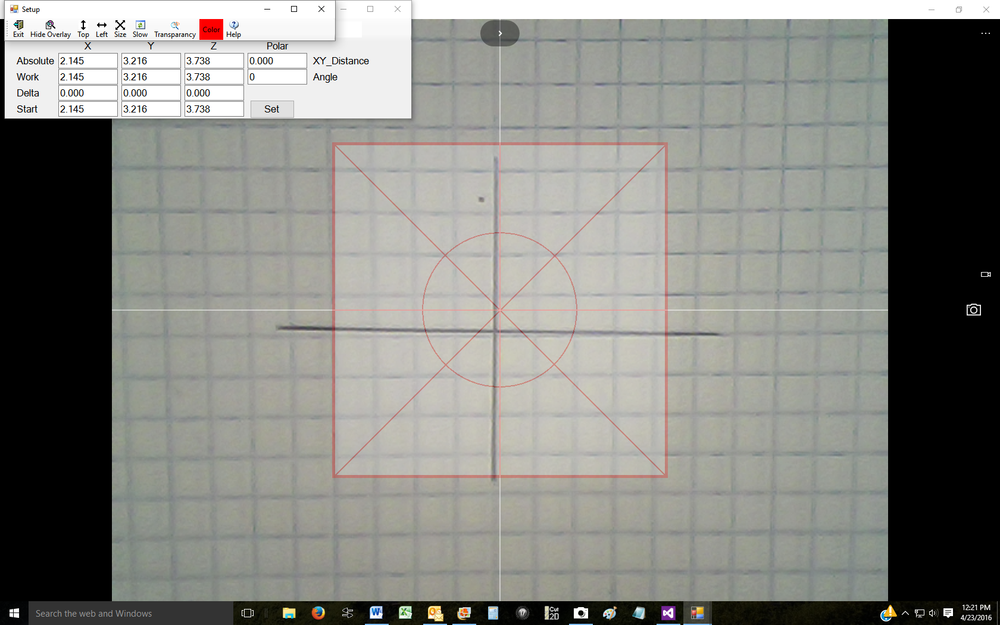 Setup
Exit Hide Overlay Top Left Size Slow Transparancy Color Help
X Y Z Polar
Absolute 2.145 3.216 3.738 0.000 XY_Distance
Work 2.145 3.216 3.738 0 Angle
Delta 0.000 0.000 0.000
Start 2.145 3.216 3.738 Set
Search the web and Windows
17
Cut
2D
12:21 PM
4/23/2016